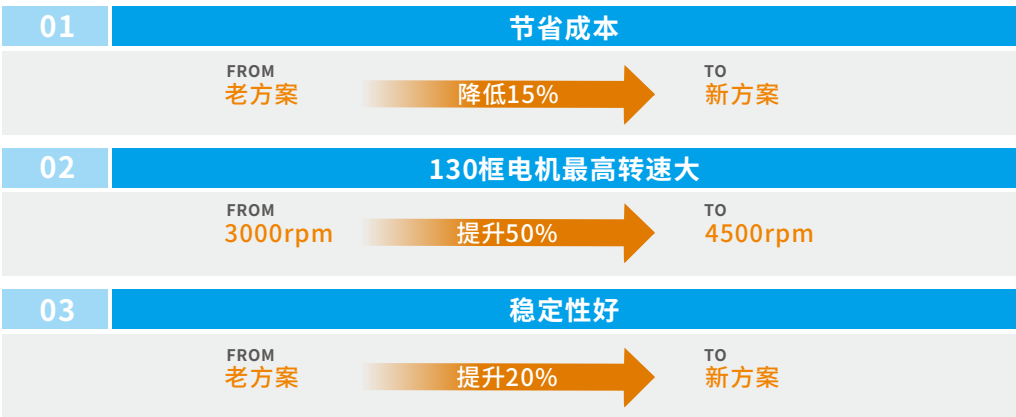 01 节省成本
FROM TO
老方案 降低15% 新方案
02 130框电机最高转速大
FROM TO
3000rpm 提升50% 4500rpm
03 稳定性好
FROM TO
老方案 提升20% 新方案